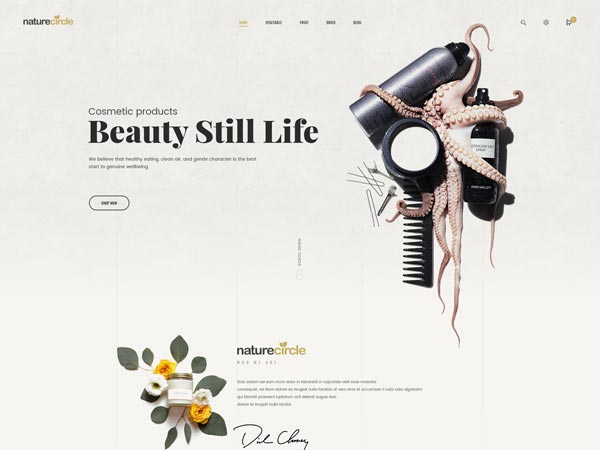 naturecircle
HOME VEGETABLE FRUIT DRIED BLOG
Cosmetic products
Beauty Still Life
We believe that healthy eating, clean air, and gentle character is the best
start to genuine wellbeing
SHOP NOW
SCROLL DOWN
naturecircle
WHO WE ARE
Duis autem vel eum iriure dolor in hendrerit in vulputate velit esse molestie
consequat, vel illum dolore eu feugiat nulla facilisis at vero eros et accumsan t iusto odio dignissim
qui blandit praesent luptatum zzril delenit augue duis
dolore te feugait nulla facilisi